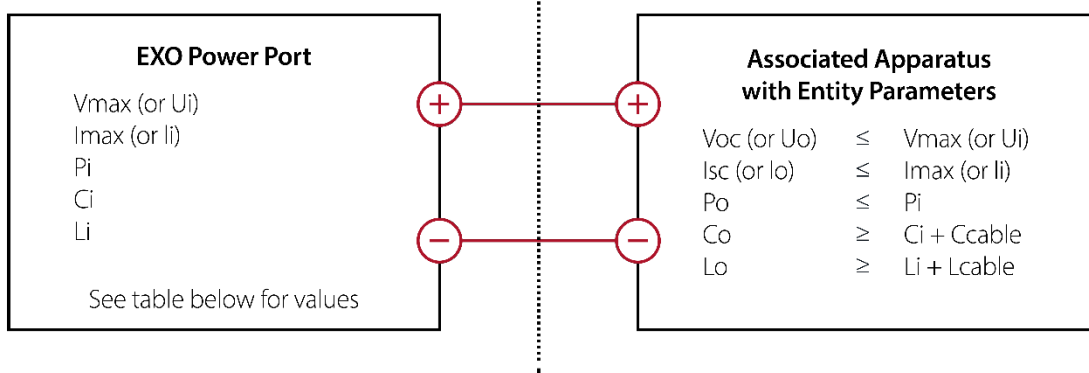 EXO Power Port
Vmax (or Ui)
Imax (or Ii)
Pi
Ci
Li
See table below for values
+
−
+
−
Associated Apparatus
with Entity Parameters
Voc (or Uo) ≤ Vmax (or Ui)
Isc (or Io) ≤ Imax (or Ii)
Po ≤ Pi
Co ≥ Ci + Ccable
Lo ≥ Li + Lcable